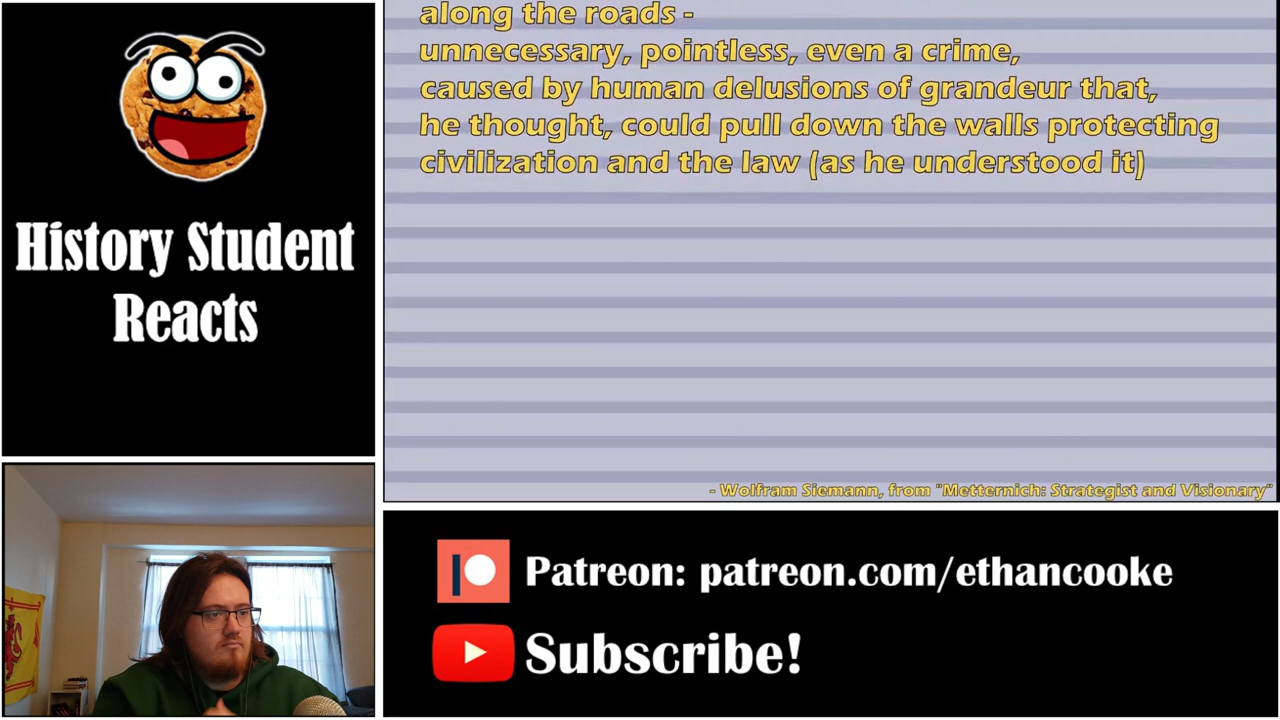 History Student
Reacts
along the roads -
unnecessary, pointless, even a crime,
caused by human delusions of grandeur that,
he thought, could pull down the walls protecting
civilization and the law (as he understood it)
- Wolfram Siemann, from "Metternich: Strategist and Visionary"
Patreon: patreon.com/ethancooke
Subscribe!